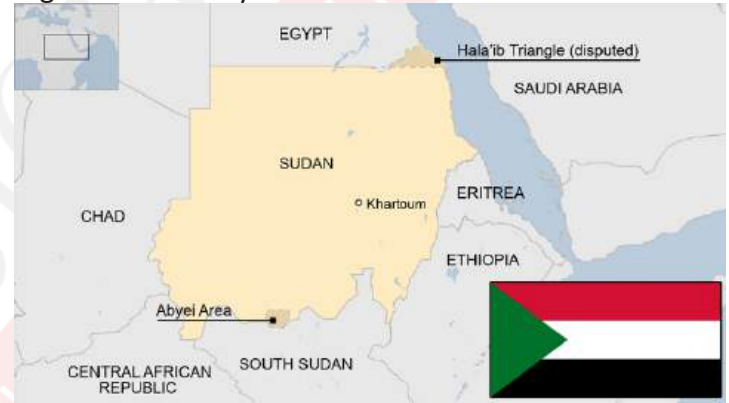 EGYPT
Hala'ib Triangle (disputed)
SAUDI ARABIA
SUDAN
Khartoum
ERITREA
CHAD
ETHIOPIA
Abyei Area
SOUTH SUDAN
CENTRAL AFRICAN
REPUBLIC